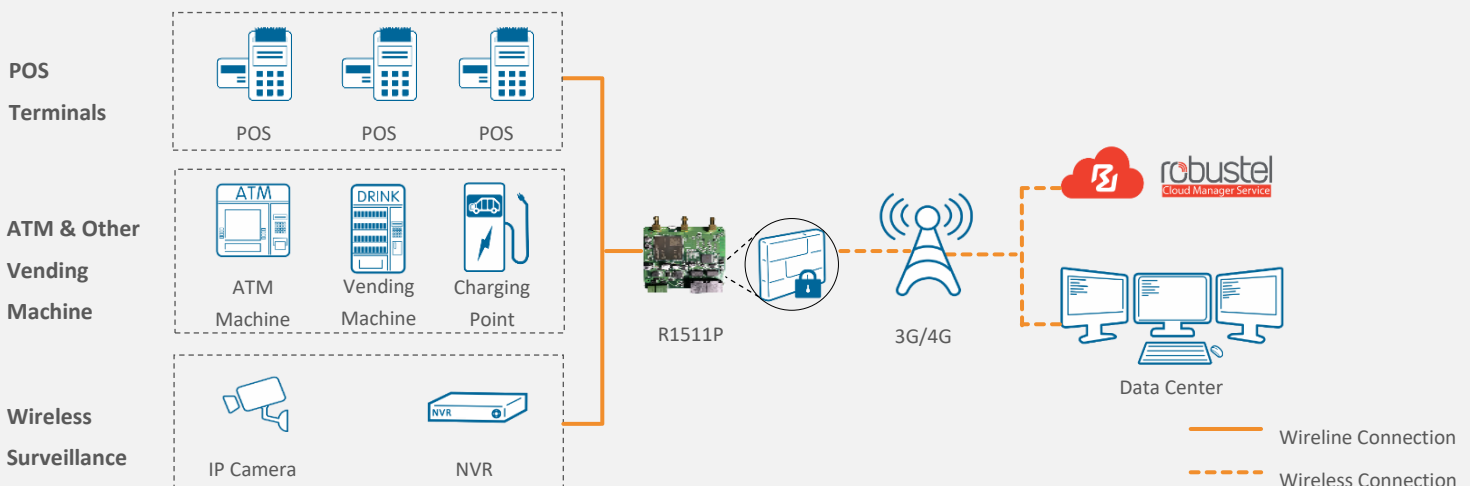 POS
Terminals
POS
POS
POS
ATM & Other
Vending
Machine
ATM
ATM
Machine
DRINK
Vending
Machine
Charging
Point
Wireless
Surveillance
IP Camera
NVR
NVR
R1511P
3G/4G
robustel
Cloud Manager Service
Data Center
Wireline Connection
Wireless Connection